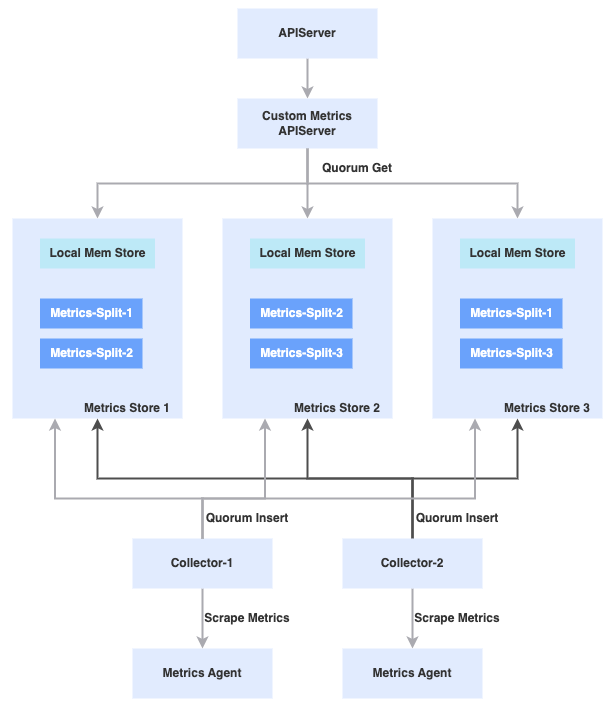 APIServer
Custom Metrics
APIServer
Quorum Get
Local Mem Store
Metrics-Split-1
Metrics-Split-2
Metrics Store 1
Local Mem Store
Metrics-Split-2
Metrics-Split-3
Metrics Store 2
Local Mem Store
Metrics-Split-1
Metrics-Split-3
Metrics Store 3
Quorum Insert
Quorum Insert
Collector-1
Collector-2
Scrape Metrics
Scrape Metrics
Metrics Agent
Metrics Agent